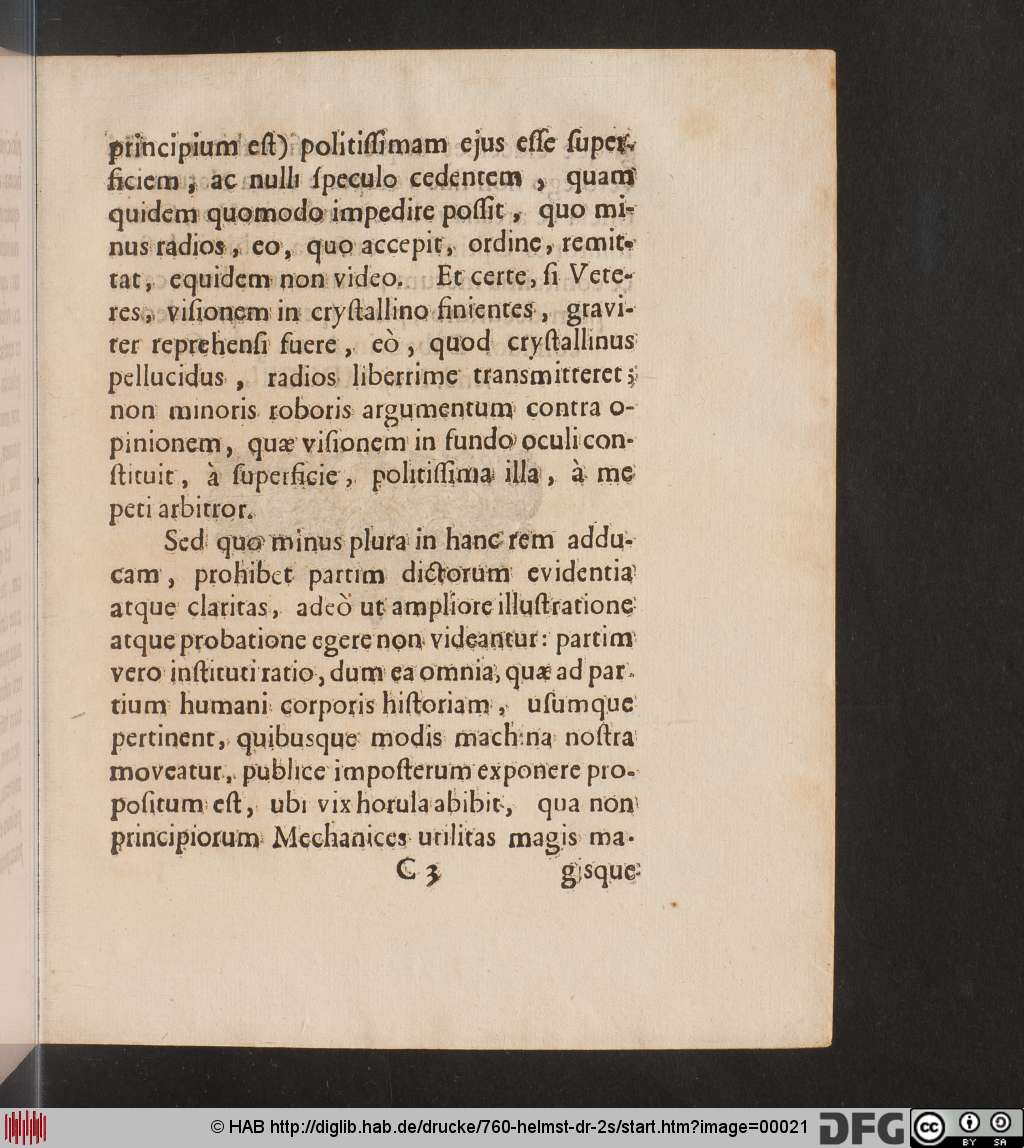 principium eſt) politiſſimam ejus eſſe ſuper-
ficiem, ac nulli ſpeculo cedentem, quam
quidem quomodo impedire poſſit, quo mi-
nus radios, eo, quo accepit, ordine, remit-
tat, equidem non video. Et certe, ſi Vete-
res, viſionem in cryſtallino finientes, gravi-
ter reprehenſi fuere, eò, quod cryſtallinus
pellucidus, radios liberrime transmitteret;
non minoris roboris argumentum contra o-
pinionem, quæ viſionem in fundo oculi con-
ſtituit, à ſuperficie, politiſſima illa, à me
peti arbitror.
Sed quo minus plura in hanc rem addu-
cam, prohibet partim dictorum evidentia
atque claritas, adeò ut ampliore illuſtratione
atque probatione egere non videantur: partim
vero inſtituti ratio, dum ea omnia, quæ ad par-
tium humani corporis hiſtoriam, uſumque
pertinent, quibusque modis machina noſtra
moveatur, publice impoſterum exponere pro-
poſitum eſt, ubi vix horula abibit, qua non
principiorum Mechanices utilitas magis ma-
C 3 gisque
© HAB http://diglib.hab.de/drucke/760-helmst-dr-2s/start.htm?image=00021 DFG cc BY SA